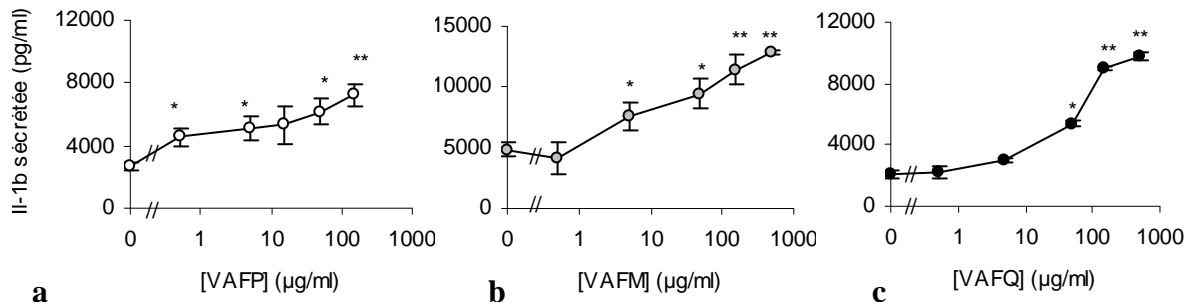 Il-1b sécrétée (pg/ml)
12000
8000
4000
0
* * * **
0 1 10 100 1000
[VAFP] (µg/ml)
a
15000
10000
5000
0
* * ** **
0 1 10 100 1000
[VAFM] (µg/ml)
b
12000
8000
4000
0
* ** **
0 1 10 100 1000
[VAFQ] (µg/ml)
c